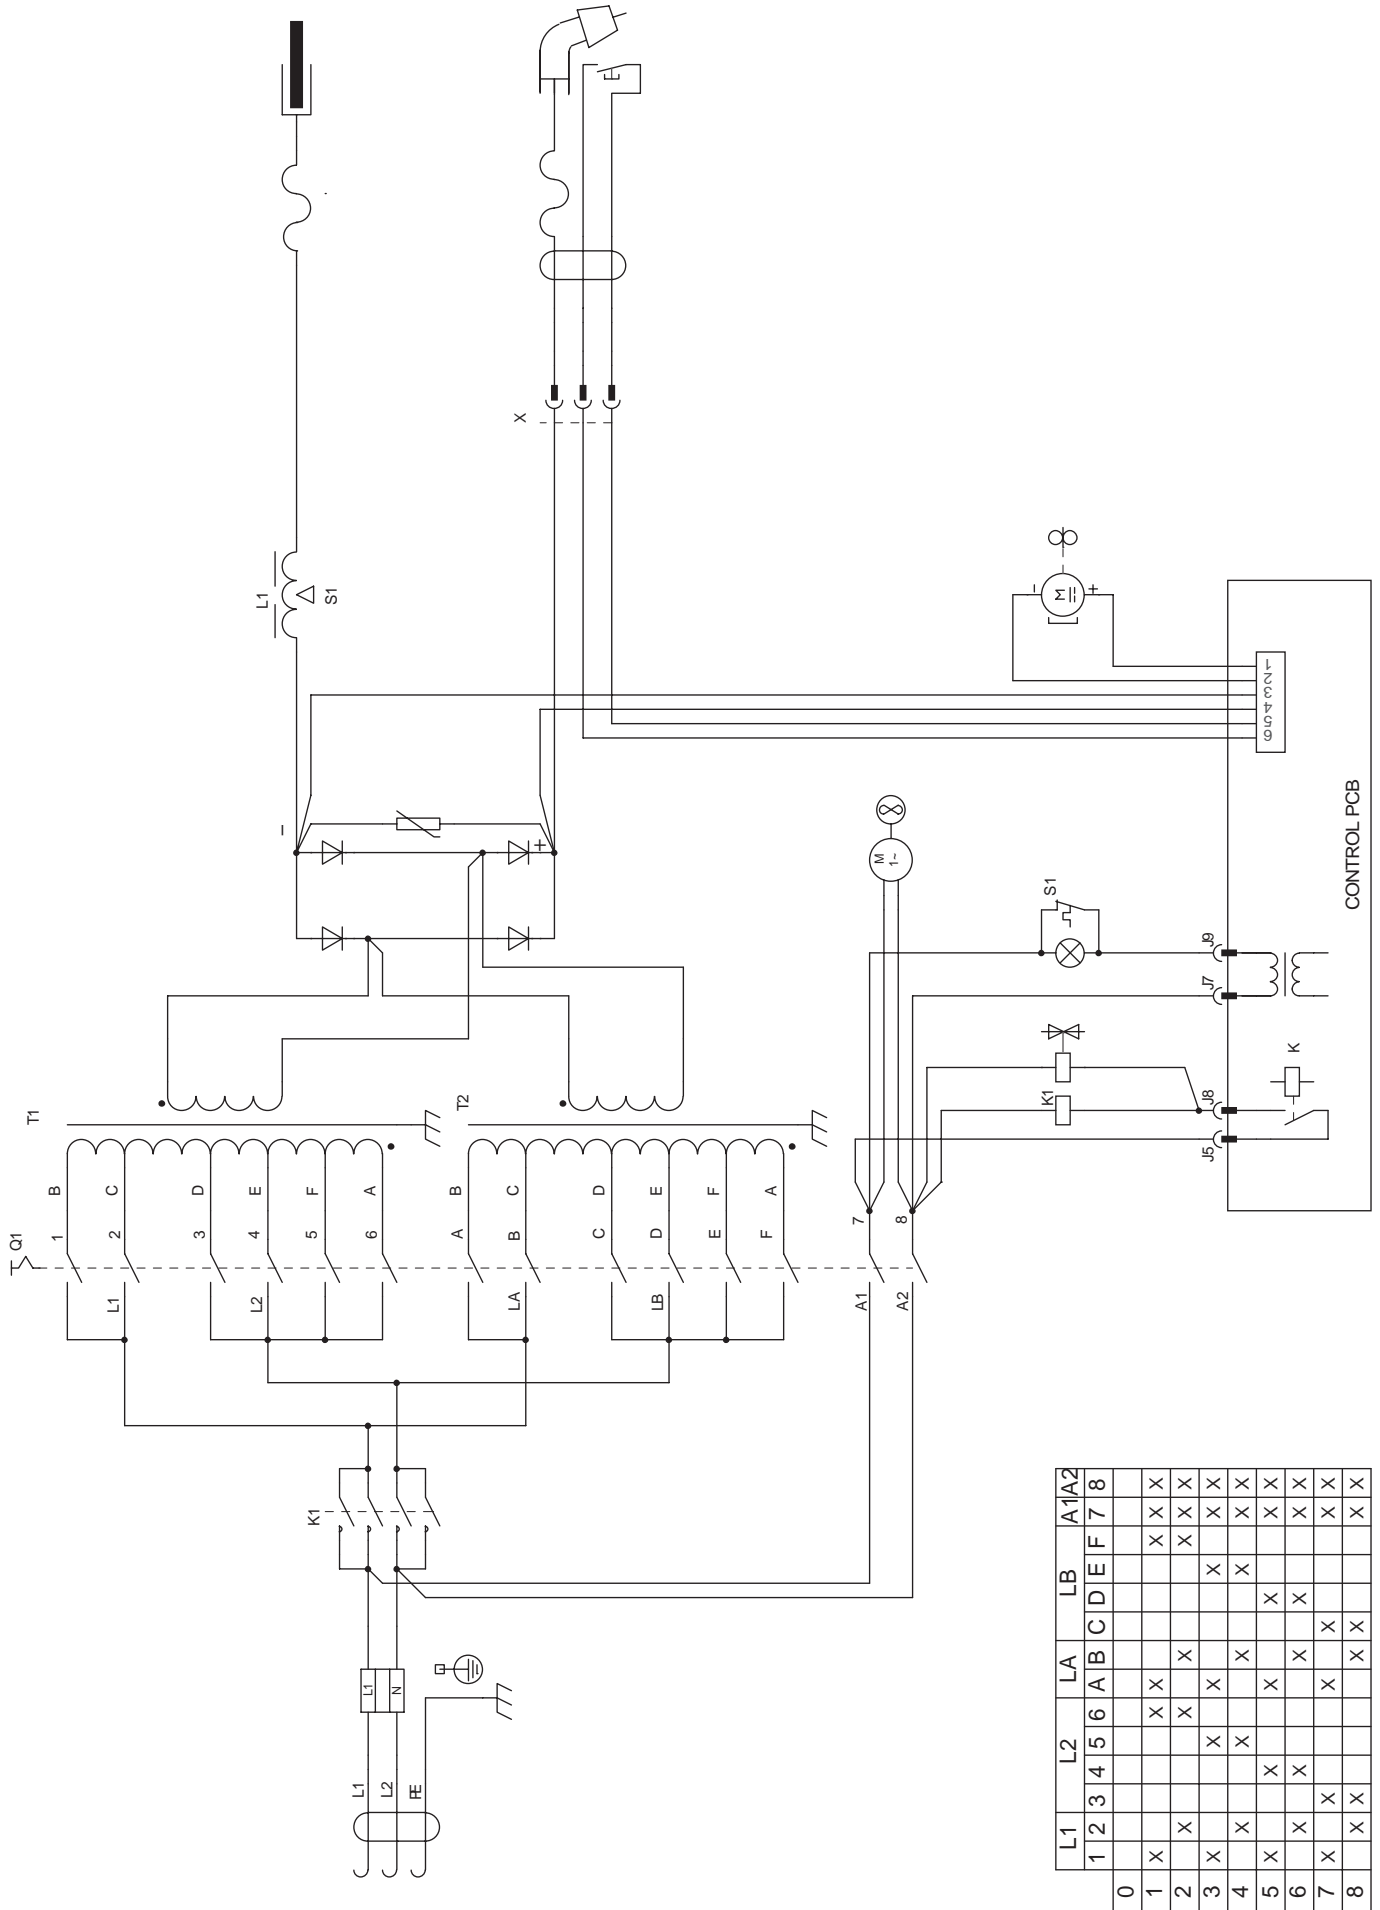 L1
S1
X
-
+
M
-
+
1
2
3
4
5
6
CONTROL PCB
M
1~
S1
J9
J7
K
K1
J8
J5
T1
T2
B
C
D
E
F
A
B
C
D
E
F
A
Q1
1
2
3
4
5
6
A
B
C
D
E
F
7
8
L1
L2
LA
LB
A1
A2
K1
L1
N
L1
L2
PE
L1 L2 LA LB A1 A2
1 2 3 4 5 6 A B C D E F 7 8
0
1 X X X X X X
2 X X X X X X
3 X X X X X X
4 X X X X X X
5 X X X X X X
6 X X X X X X
7 X X X X X X
8 X X X X X X